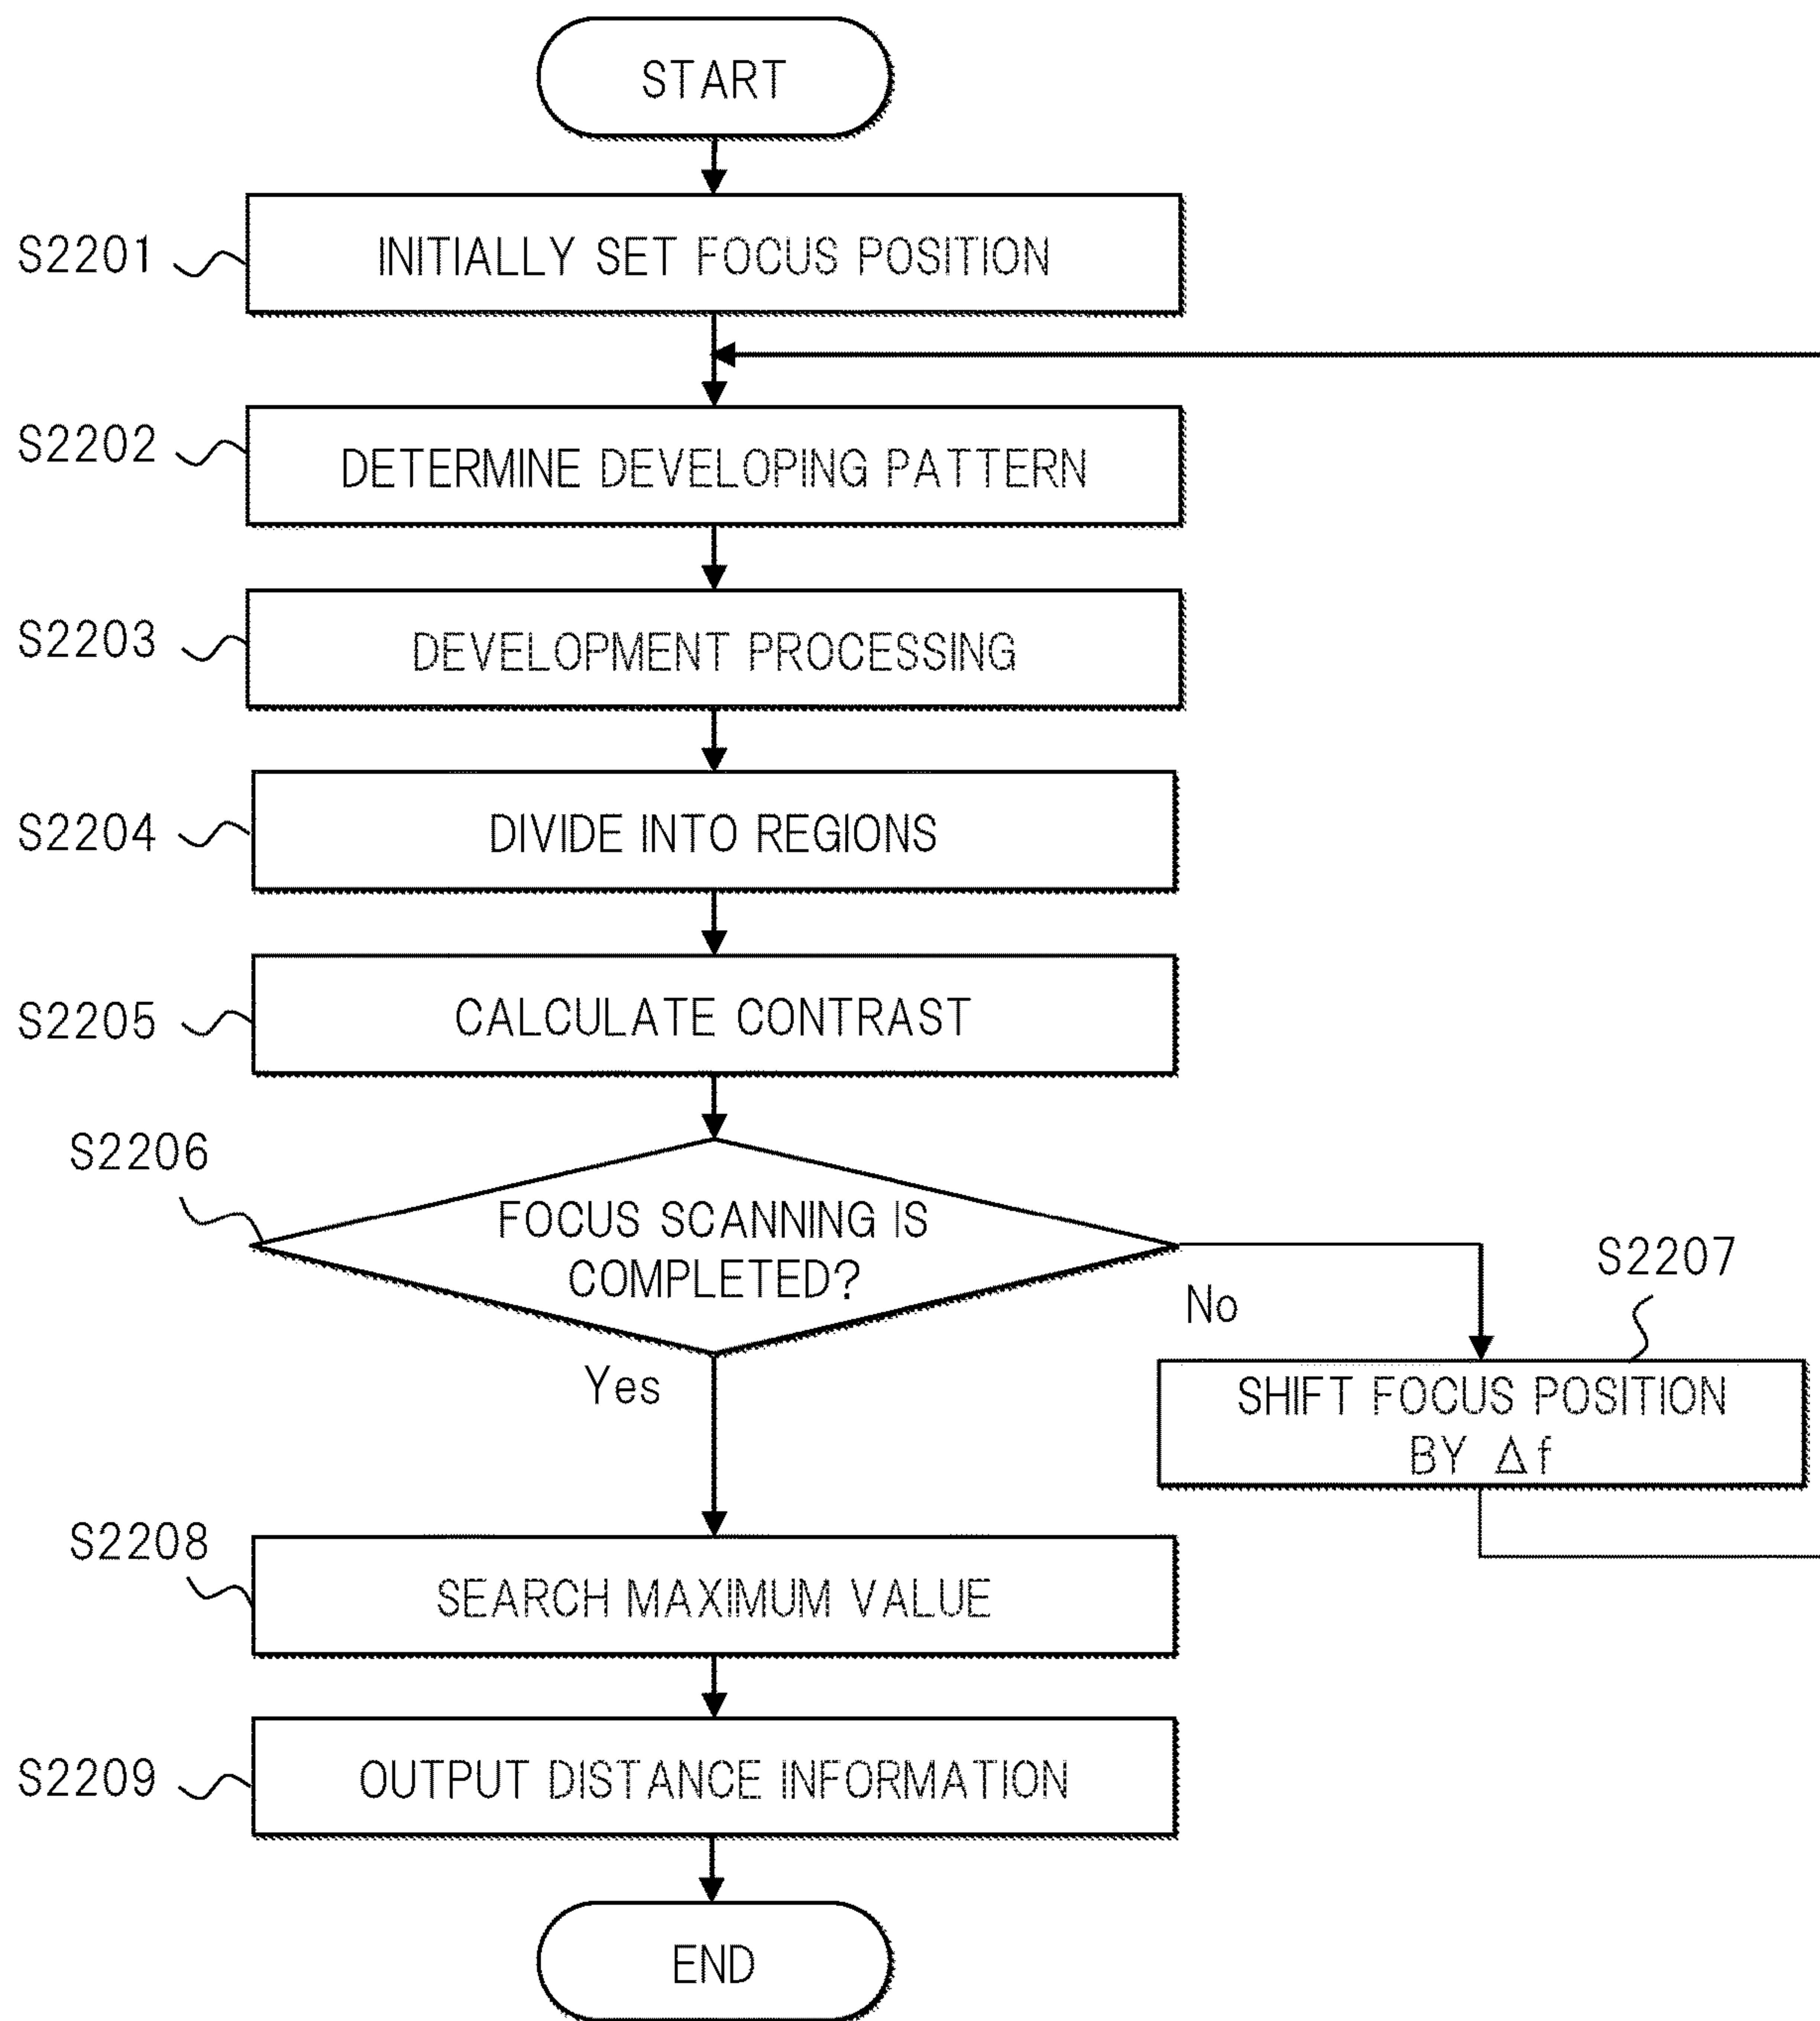 START
S2201
INITIALLY SET FOCUS POSITION
S2202
DETERMINE DEVELOPING PATTERN
S2203
DEVELOPMENT PROCESSING
S2204
DIVIDE INTO REGIONS
S2205
CALCULATE CONTRAST
S2206
FOCUS SCANNING IS
COMPLETED?
No
Yes
S2207
SHIFT FOCUS POSITION
BY Δf
S2208
SEARCH MAXIMUM VALUE
S2209
OUTPUT DISTANCE INFORMATION
END